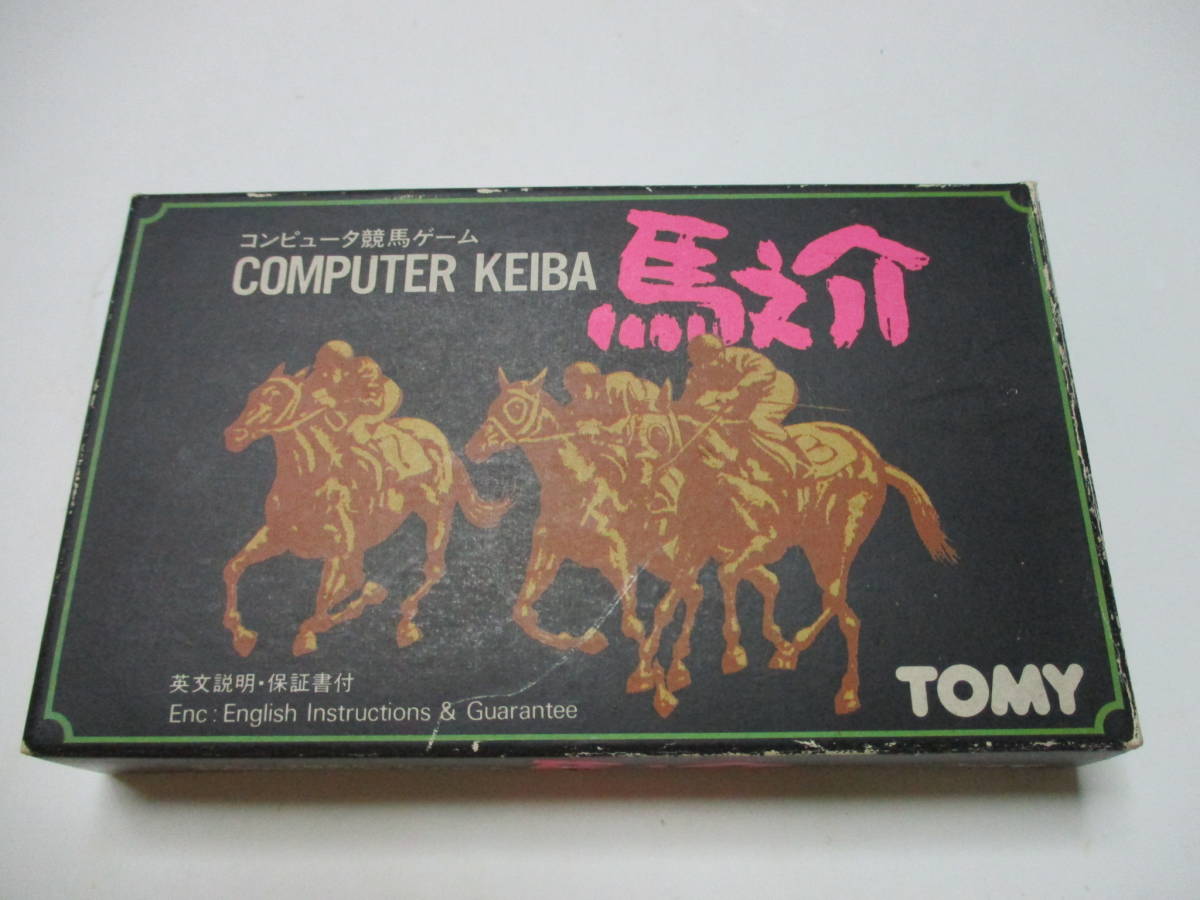 コンピュータ競馬ゲーム
COMPUTER KEIBA 馬之介
英文説明・保証書付
Enc : English Instructions & Guarantee
TOMY